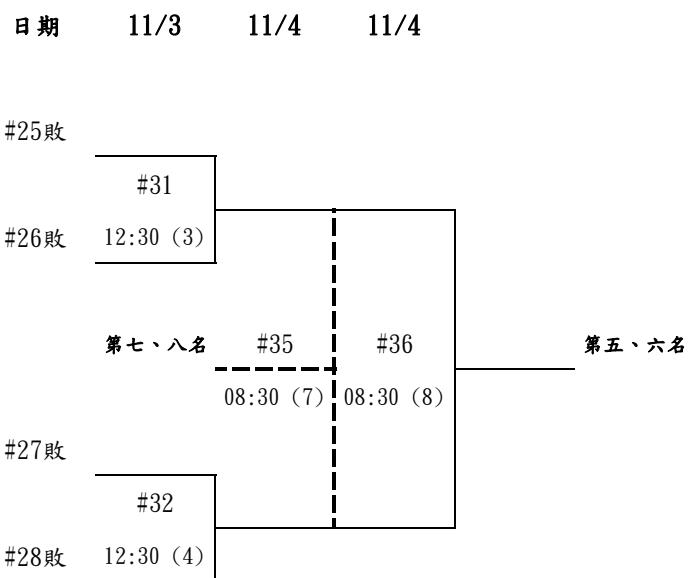 日期 11/3 11/4 11/4
#25敗
#31
#26敗 12:30 (3)
第七、八名 #35 #36 第五、六名
08:30 (7) 08:30 (8)
#27敗
#32
#28敗 12:30 (4)